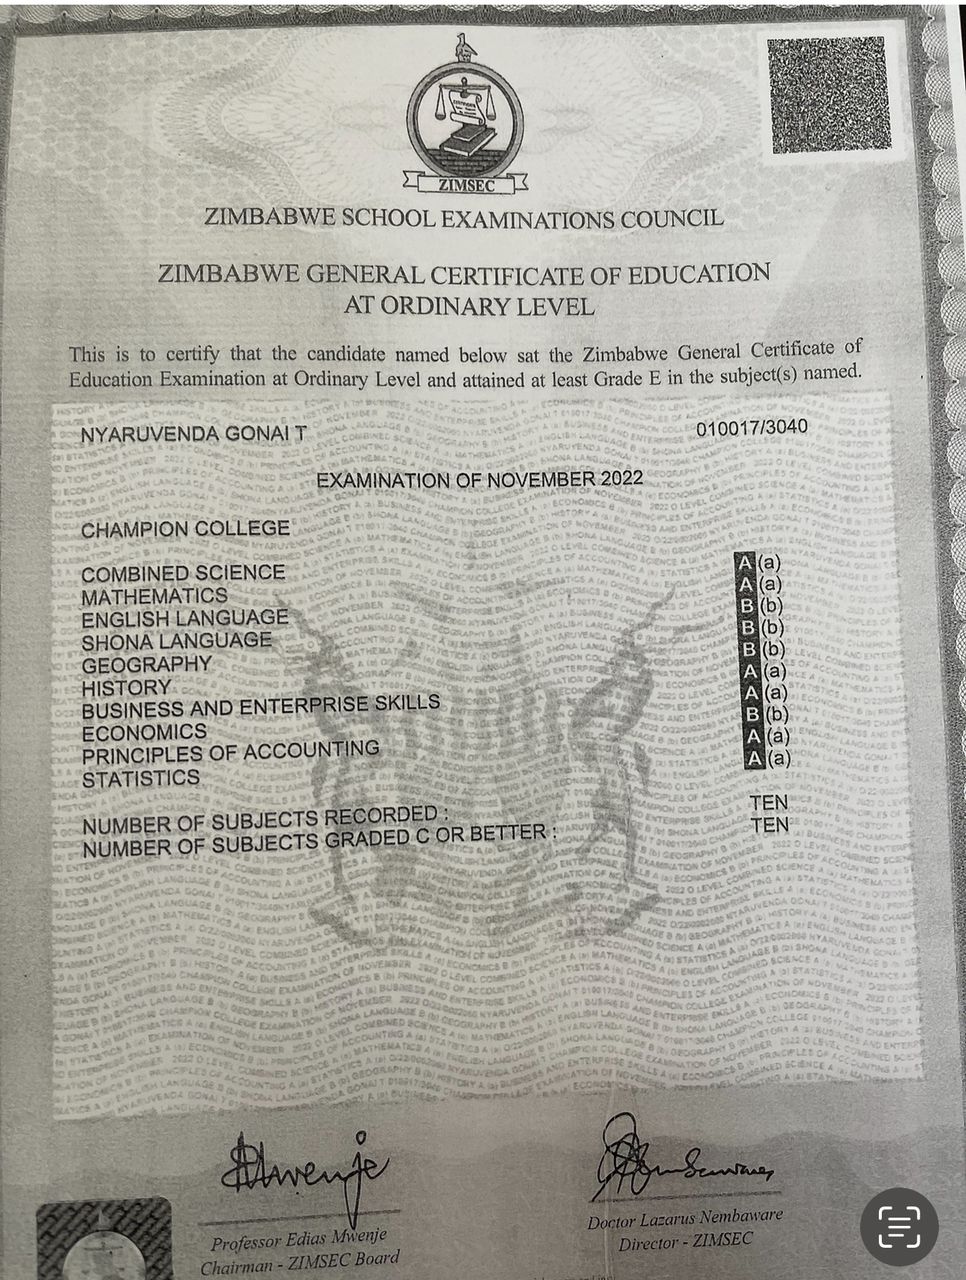 ZIMSEC
ZIMBABWE SCHOOL EXAMINATIONS COUNCIL
ZIMBABWE GENERAL CERTIFICATE OF EDUCATION
AT ORDINARY LEVEL
This is to certify that the candidate named below sat the Zimbabwe General Certificate of
Education Examination at Ordinary Level and attained at least Grade E in the subject(s) named.
NYARUVENDA GONAI T 010017/3040
EXAMINATION OF NOVEMBER 2022
CHAMPION COLLEGE
COMBINED SCIENCE A (a)
MATHEMATICS A (a)
ENGLISH LANGUAGE B (b)
SHONA LANGUAGE B (b)
GEOGRAPHY B (b)
HISTORY A (a)
BUSINESS AND ENTERPRISE SKILLS A (a)
ECONOMICS B (b)
PRINCIPLES OF ACCOUNTING A (a)
STATISTICS A (a)
NUMBER OF SUBJECTS RECORDED : TEN
NUMBER OF SUBJECTS GRADED C OR BETTER : TEN
Professor Edias Mwenje
Chairman - ZIMSEC Board
Doctor Lazarus Nembaware
Director - ZIMSEC